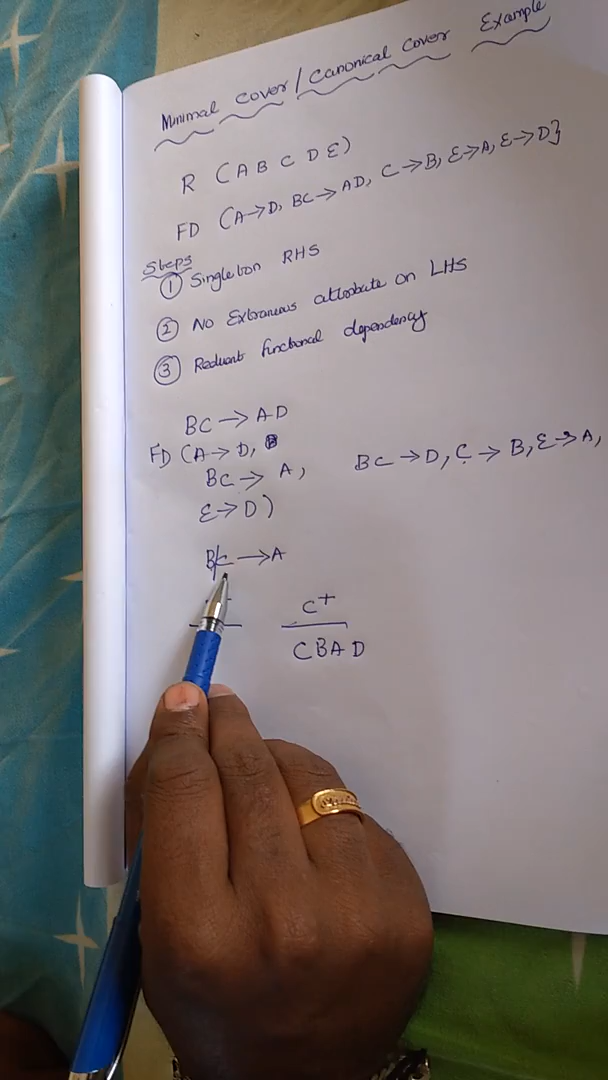 Minimal Cover / Canonical Cover Example
R (A B C D E)
FD (A→D, BC→AD, C→B, E→A, E→D}
Steps
① Singleton RHS
② No Extraneous attribute on LHS
③ Reduant functional dependency
BC → AD
FD (A→D,
BC → A, BC → D, C → B, E → A,
E → D)
BC → A
C+
CBAD